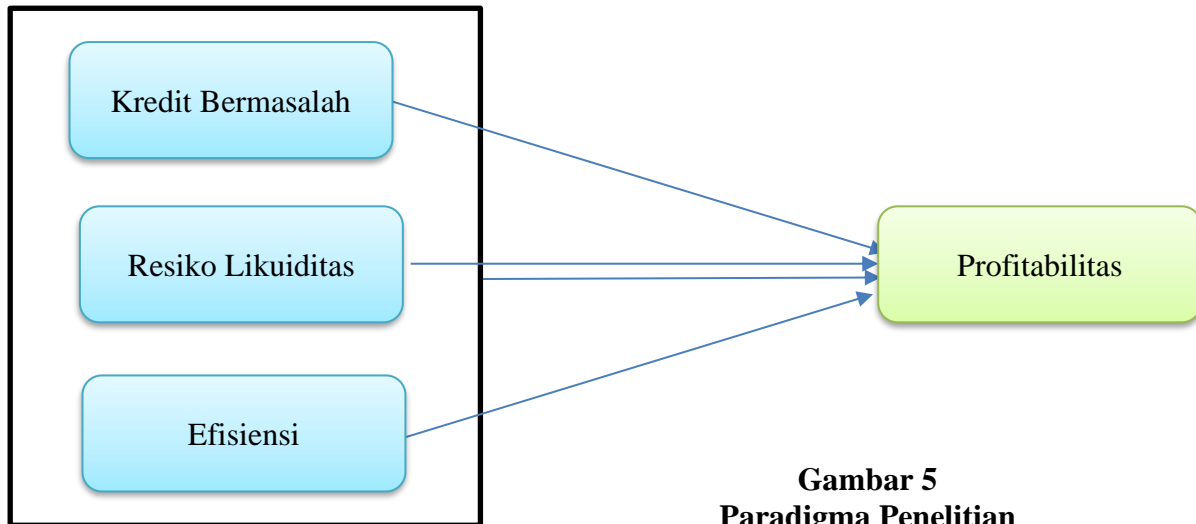 Kredit Bermasalah
Resiko Likuiditas
Profitabilitas
Efisiensi
Gambar 5
Paradigma Penelitian